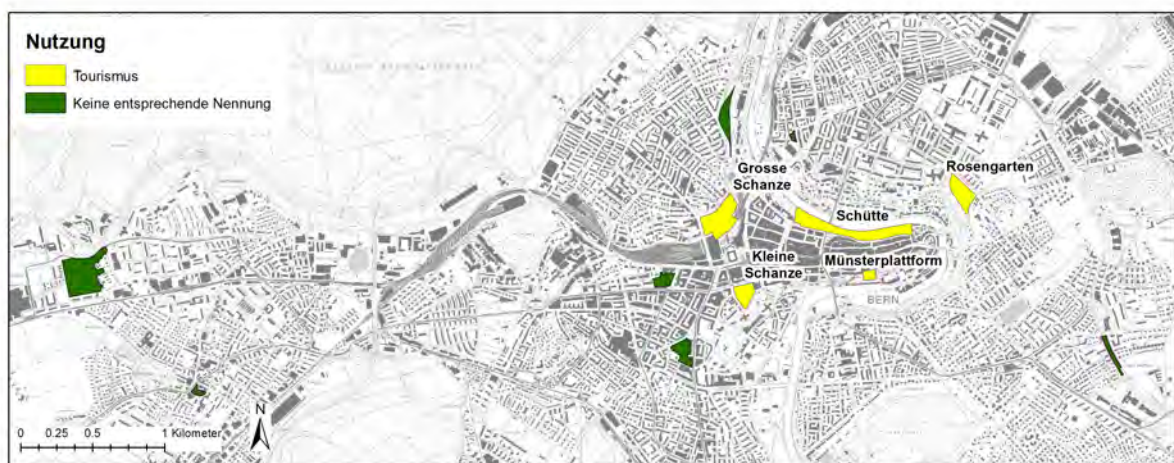 Nutzung
Tourismus
Keine entsprechende Nennung
Grosse
Schanze
Rosengarten
Schütte
Kleine
Schanze
Münsterplattform
BERN
N
0 0.25 0.5 1 Kilometer